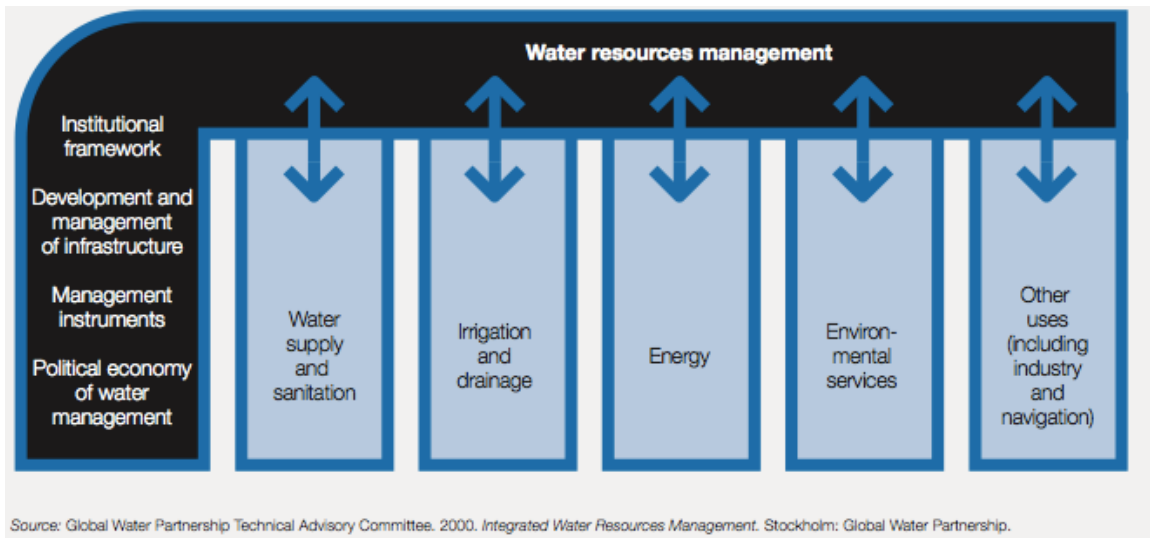 Water resources management
Institutional
framework
Development and
management
of infrastructure
Management
instruments
Political economy
of water
management
Water
supply
and
sanitation
Irrigation
and
drainage
Energy
Environ-
mental
services
Other
uses
(including
industry
and
navigation)
Source: Global Water Partnership Technical Advisory Committee. 2000. Integrated Water Resources Management. Stockholm: Global Water Partnership.